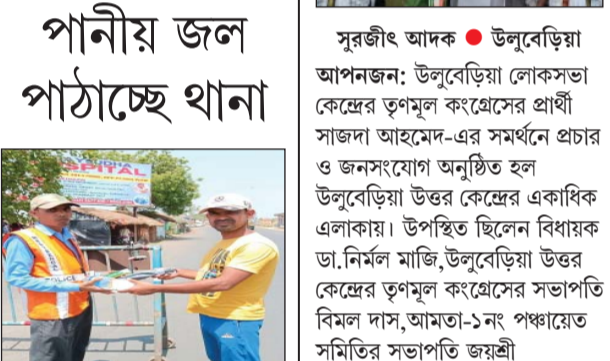 পানীয় জল
পাঠাচ্ছে থানা
HOSPITAL
সুরজীৎ আদক ● উলুবেড়িয়া
আপনজন: উলুবেড়িয়া লোকসভা
কেন্দ্রের তৃণমূল কংগ্রেসের প্রার্থী
সাজদা আহমেদ-এর সমর্থনে প্রচার
ও জনসংযোগ অনুষ্ঠিত হল
উলুবেড়িয়া উত্তর কেন্দ্রের একাধিক
এলাকায়। উপস্থিত ছিলেন বিধায়ক
ডা.নির্মল মাজি,উলুবেড়িয়া উত্তর
কেন্দ্রের তৃণমূল কংগ্রেসের সভাপতি
বিমল দাস,আমতা-১নং পঞ্চায়েত
সমিতির সভাপতি জয়শ্রী